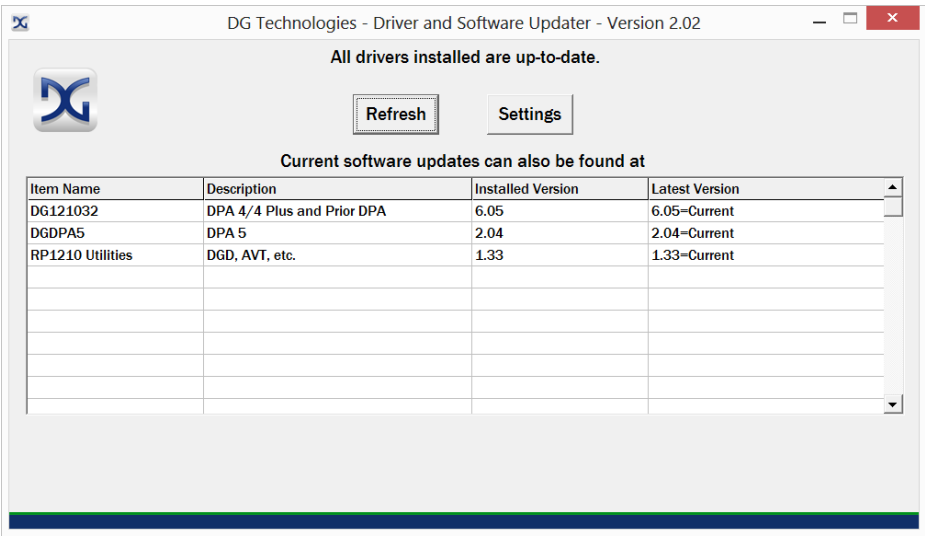 DG Technologies - Driver and Software Updater - Version 2.02
All drivers installed are up-to-date.
DG
Refresh Settings
Current software updates can also be found at
Item Name Description Installed Version Latest Version
DG121032 DPA 4/4 Plus and Prior DPA 6.05 6.05=Current
DGDPA5 DPA 5 2.04 2.04=Current
RP1210 Utilities DGD, AVT, etc. 1.33 1.33=Current